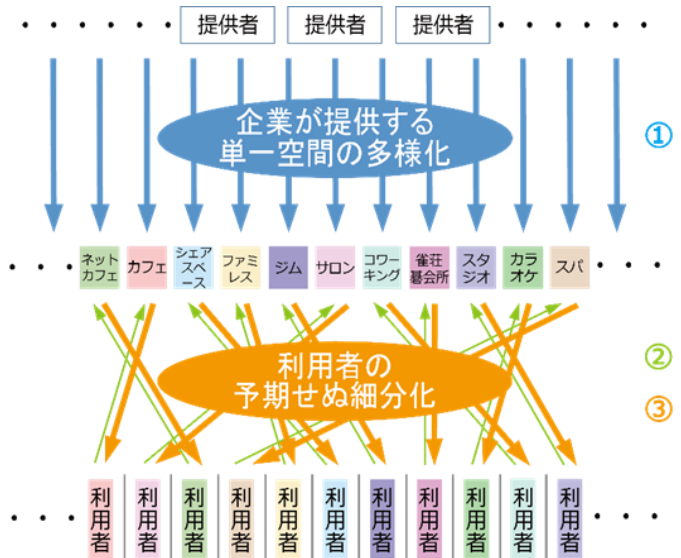 ・・・・・・ 提供者 提供者 提供者 ・・・・・・
企業が提供する
単一空間の多様化
①
・・・
ネット
カフェ
カフェ
シェア
スペ
ース
ファミ
レス
ジム
サロン
コワー
キング
雀荘
碁会所
スタ
ジオ
カラ
オケ
スパ
・・・
利用者の
予期せぬ細分化
②
③
・・・
利用者
利用者
利用者
利用者
利用者
利用者
利用者
利用者
利用者
利用者
利用者
・・・